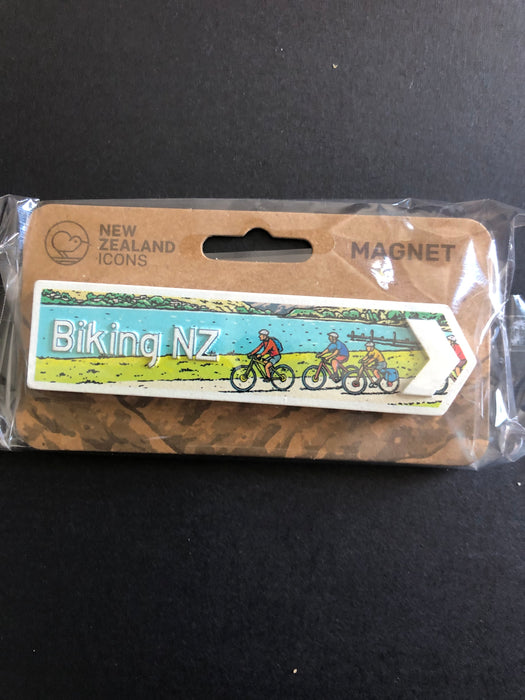 NEW
ZEALAND
ICONS
MAGNET
Biking NZ